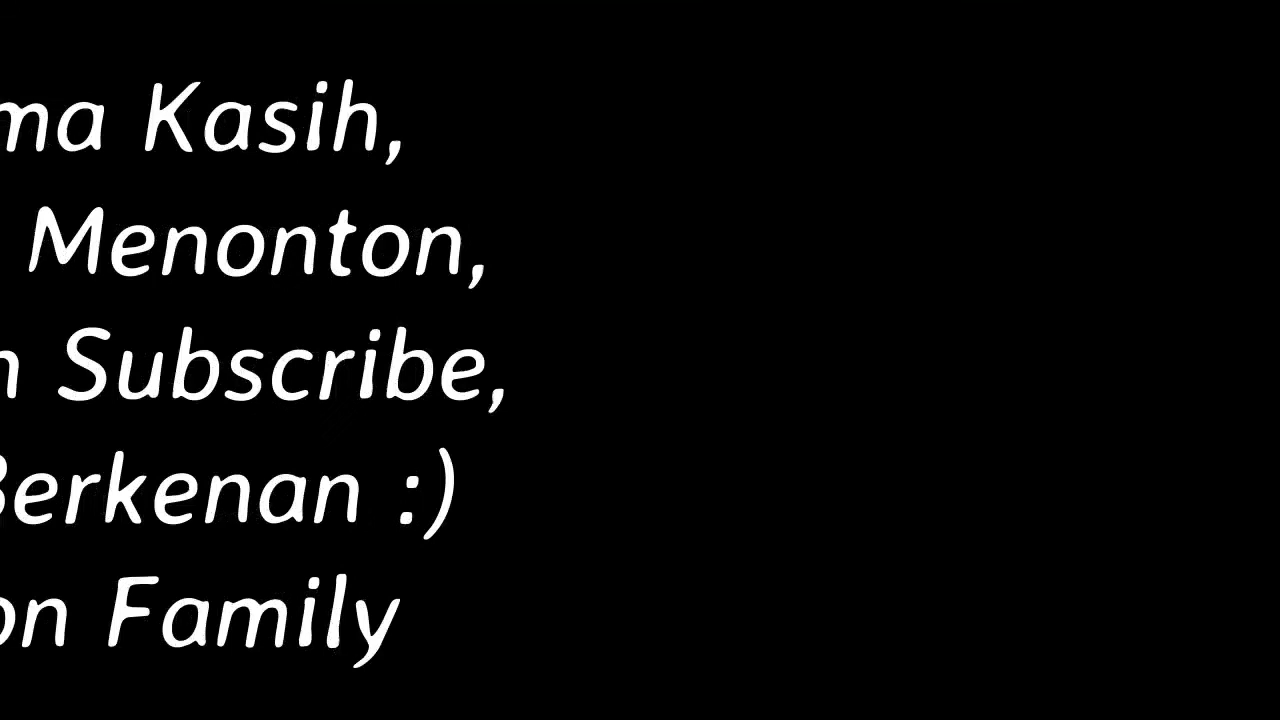 ma Kasih,
Menonton,
n Subscribe,
Berkenan :)
on Family